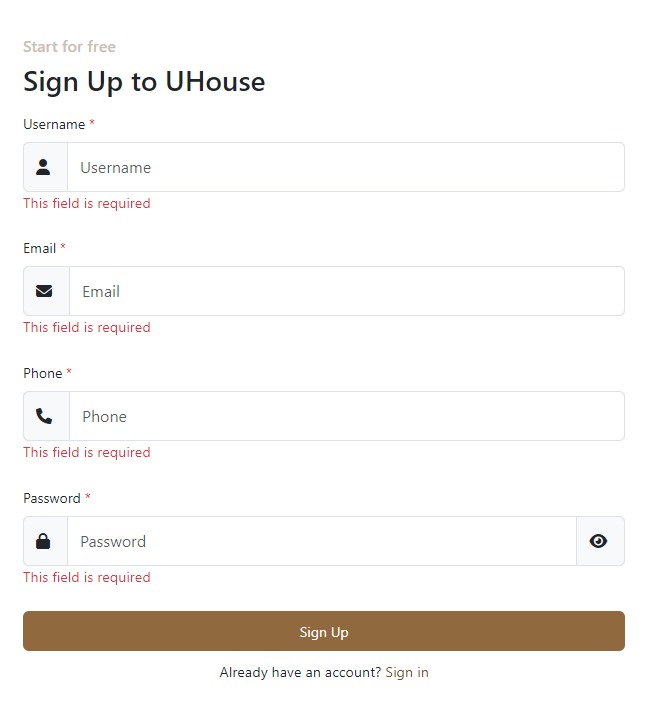 Start for free
Sign Up to UHouse
Username *
Username
This field is required
Email *
Email
This field is required
Phone *
Phone
This field is required
Password *
Password
This field is required
Sign Up
Already have an account? Sign in